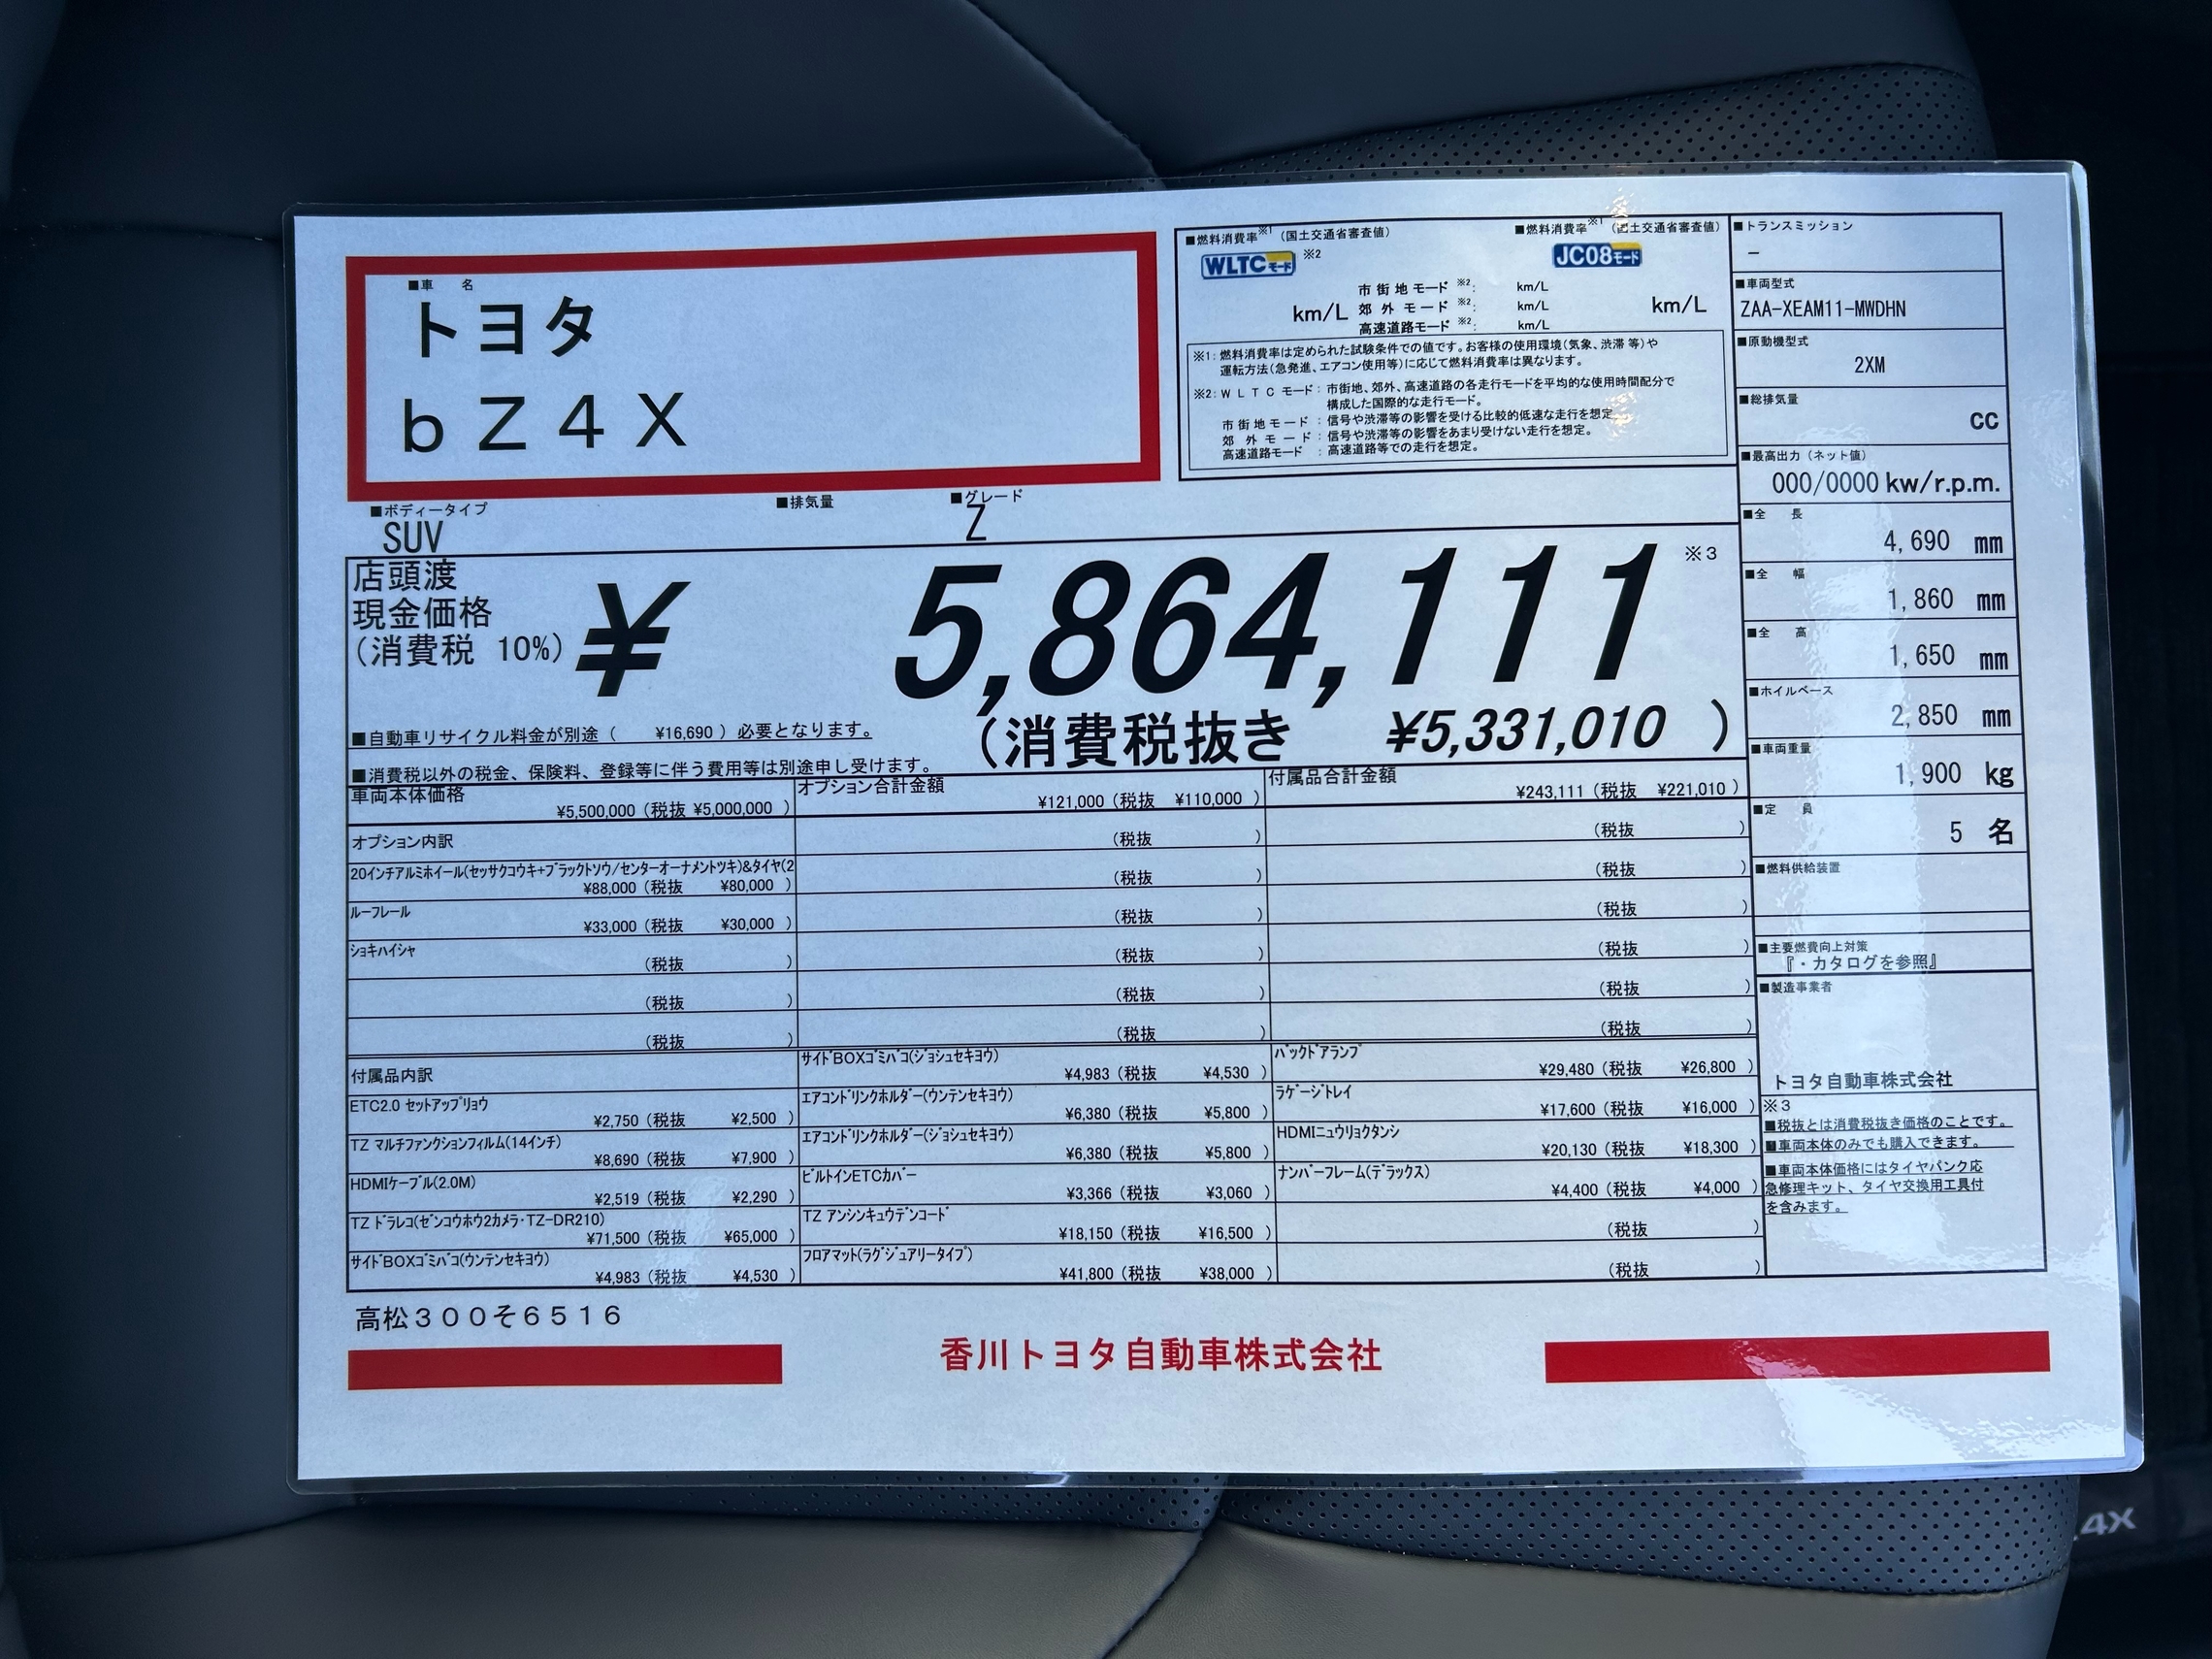 ■車　名
トヨタ
ｂＺ４Ｘ
■ボディータイプ ■排気量 ■グレード
SUV Z
■燃料消費率※1 (国土交通省審査値) ■燃料消費率※1 (国土交通省審査値)
WLTCモード ※2 JC08モード
市街地モード ※2: km/L
km/L 郊外モード ※2: km/L km/L
高速道路モード ※2: km/L
※1: 燃料消費率は定められた試験条件での値です。お客様の使用環境(気象、渋滞 等)や
運転方法(急発進、エアコン使用等)に応じて燃料消費率は異なります。
※2: ＷＬＴＣ モード : 市街地、郊外、高速道路の各走行モードを平均的な使用時間配分で
構成した国際的な走行モード。
市街地モード : 信号や渋滞等の影響を受ける比較的低速な走行を想定。
郊外モード : 信号や渋滞等の影響をあまり受けない走行を想定。
高速道路モード : 高速道路等での走行を想定。
店頭渡
現金価格
(消費税 10%) ¥ 5,864,111 ※3
(消費税抜き ¥5,331,010 )
■自動車リサイクル料金が別途 ( ¥16,690 ) 必要となります。
■消費税以外の税金、保険料、登録等に伴う費用等は別途申し受けます。
車両本体価格 ¥5,500,000 (税抜 ¥5,000,000 )
オプション合計金額 ¥121,000 (税抜 ¥110,000 )
付属品合計金額 ¥243,111 (税抜 ¥221,010 )
オプション内訳 (税抜 ) (税抜 )
20インチアルミホイール(セッサクコウキ+ブラックトソウ/センターオーナメントツキ)&タイヤ(2
¥88,000 (税抜 ¥80,000 ) (税抜 ) (税抜 )
ルーフレール
¥33,000 (税抜 ¥30,000 ) (税抜 ) (税抜 )
ショキハイシャ
(税抜 ) (税抜 ) (税抜 )
(税抜 ) (税抜 ) (税抜 )
(税抜 ) (税抜 ) (税抜 )
付属品内訳
ETC2.0 セットアップリョウ
¥2,750 (税抜 ¥2,500 )
TZ マルチファンクションフィルム(14インチ)
¥8,690 (税抜 ¥7,900 )
HDMIケーブル(2.0M)
¥2,519 (税抜 ¥2,290 )
TZ ドラレコ(ゼンコウホウ2カメラ・TZ-DR210)
¥71,500 (税抜 ¥65,000 )
サイドBOXゴミバコ(ウンテンセキヨウ)
¥4,983 (税抜 ¥4,530 )
サイドBOXゴミバコ(ジョシュセキヨウ)
¥4,983 (税抜 ¥4,530 )
エアコンドリンクホルダー(ウンテンセキヨウ)
¥6,380 (税抜 ¥5,800 )
エアコンドリンクホルダー(ジョシュセキヨウ)
¥6,380 (税抜 ¥5,800 )
ビルトインETCカバー
¥3,366 (税抜 ¥3,060 )
TZ アンシンキュウデンコード
¥18,150 (税抜 ¥16,500 )
フロアマット(ラグジュアリータイプ)
¥41,800 (税抜 ¥38,000 )
バックドアランプ
¥29,480 (税抜 ¥26,800 )
ラゲージトレイ
¥17,600 (税抜 ¥16,000 )
HDMIニュウリョクタンシ
¥20,130 (税抜 ¥18,300 )
ナンバーフレーム(デラックス)
¥4,400 (税抜 ¥4,000 )
(税抜 )
(税抜 )
■トランスミッション
－
■車両型式
ZAA-XEAM11-MWDHN
■原動機型式
2XM
■総排気量
cc
■最高出力 (ネット値)
000/0000 kw/r.p.m.
■全　長
4,690 mm
■全　幅
1,860 mm
■全　高
1,650 mm
■ホイルベース
2,850 mm
■車両重量
1,900 kg
■定　員
5 名
■燃料供給装置
■主要燃費向上対策
『・カタログを参照』
■製造事業者
トヨタ自動車株式会社
※3
■税抜とは消費税抜き価格のことです。
■車両本体のみでも購入できます。
■車両本体価格にはタイヤパンク応
急修理キット、タイヤ交換用工具付
を含みます。
高松３００そ６５１６
香川トヨタ自動車株式会社
4X